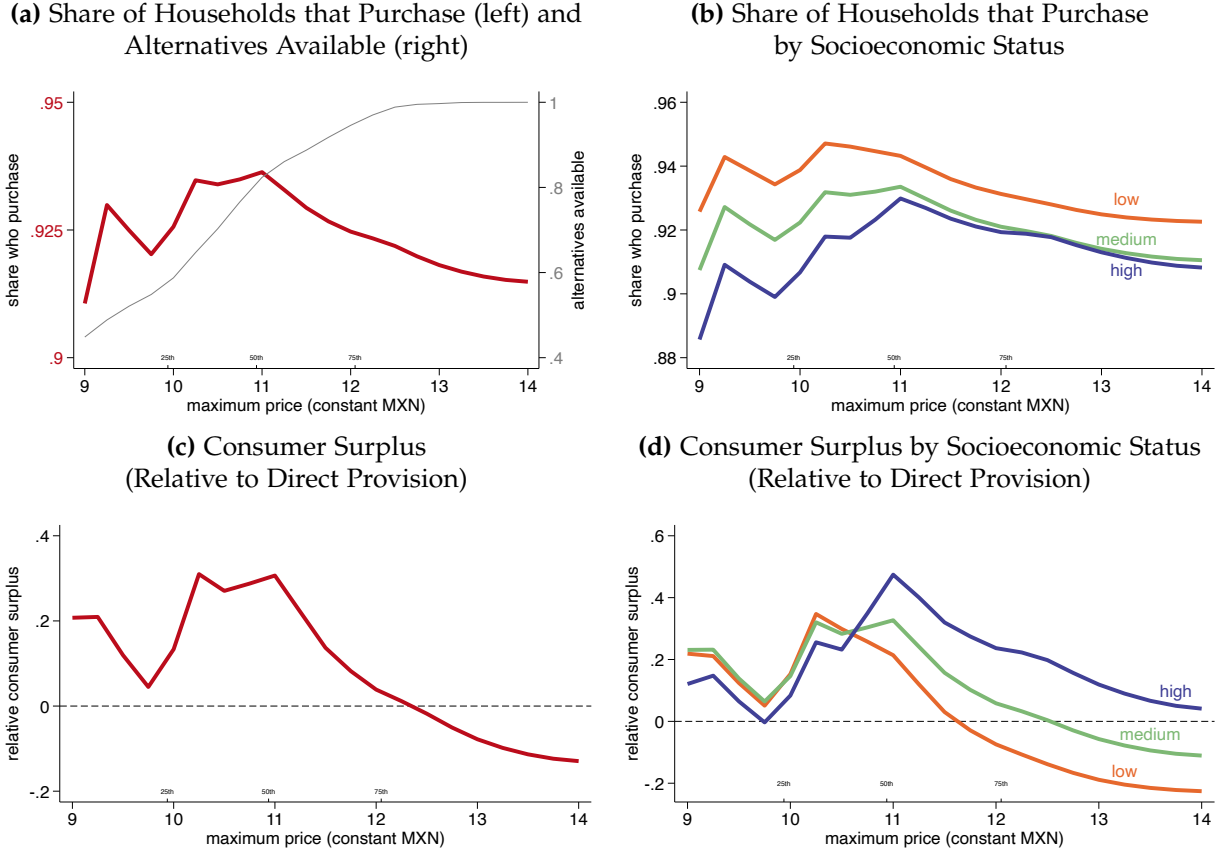 (a) Share of Households that Purchase (left) and
Alternatives Available (right)
.95
.925
.9
share who purchase
1
.8
.6
.4
alternatives available
25th
50th
75th
9
10
11
12
13
14
maximum price (constant MXN)
(b) Share of Households that Purchase
by Socioeconomic Status
.96
.94
.92
.9
.88
share who purchase
low
medium
high
25th
50th
75th
9
10
11
12
13
14
maximum price (constant MXN)
(c) Consumer Surplus
(Relative to Direct Provision)
.4
.2
0
-.2
relative consumer surplus
25th
50th
75th
9
10
11
12
13
14
maximum price (constant MXN)
(d) Consumer Surplus by Socioeconomic Status
(Relative to Direct Provision)
.6
.4
.2
0
-.2
relative consumer surplus
high
medium
low
25th
50th
75th
9
10
11
12
13
14
maximum price (constant MXN)